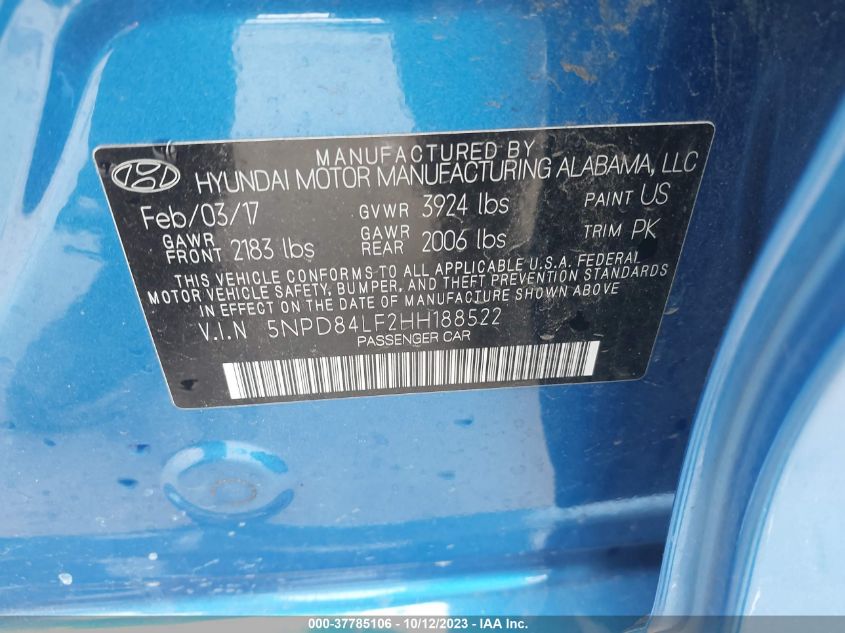 MANUFACTURED BY
HYUNDAI MOTOR MANUFACTURING ALABAMA, LLC
Feb/03/17 GVWR 3924 lbs PAINT US
GAWR FRONT 2183 lbs GAWR REAR 2006 lbs TRIM PK
THIS VEHICLE CONFORMS TO ALL APPLICABLE U.S.A. FEDERAL
MOTOR VEHICLE SAFETY, BUMPER, AND THEFT PREVENTION STANDARDS
IN EFFECT ON THE DATE OF MANUFACTURE SHOWN ABOVE
V.I.N 5NPD84LF2HH188522
PASSENGER CAR
000-37785106 - 10/12/2023 - IAA Inc.